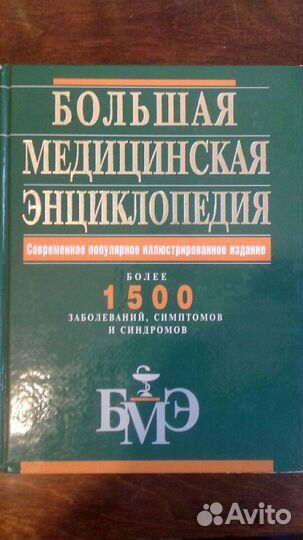 БОЛЬШАЯ
МЕДИЦИНСКАЯ
ЭНЦИКЛОПЕДИЯ
Современное популярное иллюстрированное издание
БОЛЕЕ
1500
ЗАБОЛЕВАНИЙ, СИМПТОМОВ
И СИНДРОМОВ
БМЭ
Avito